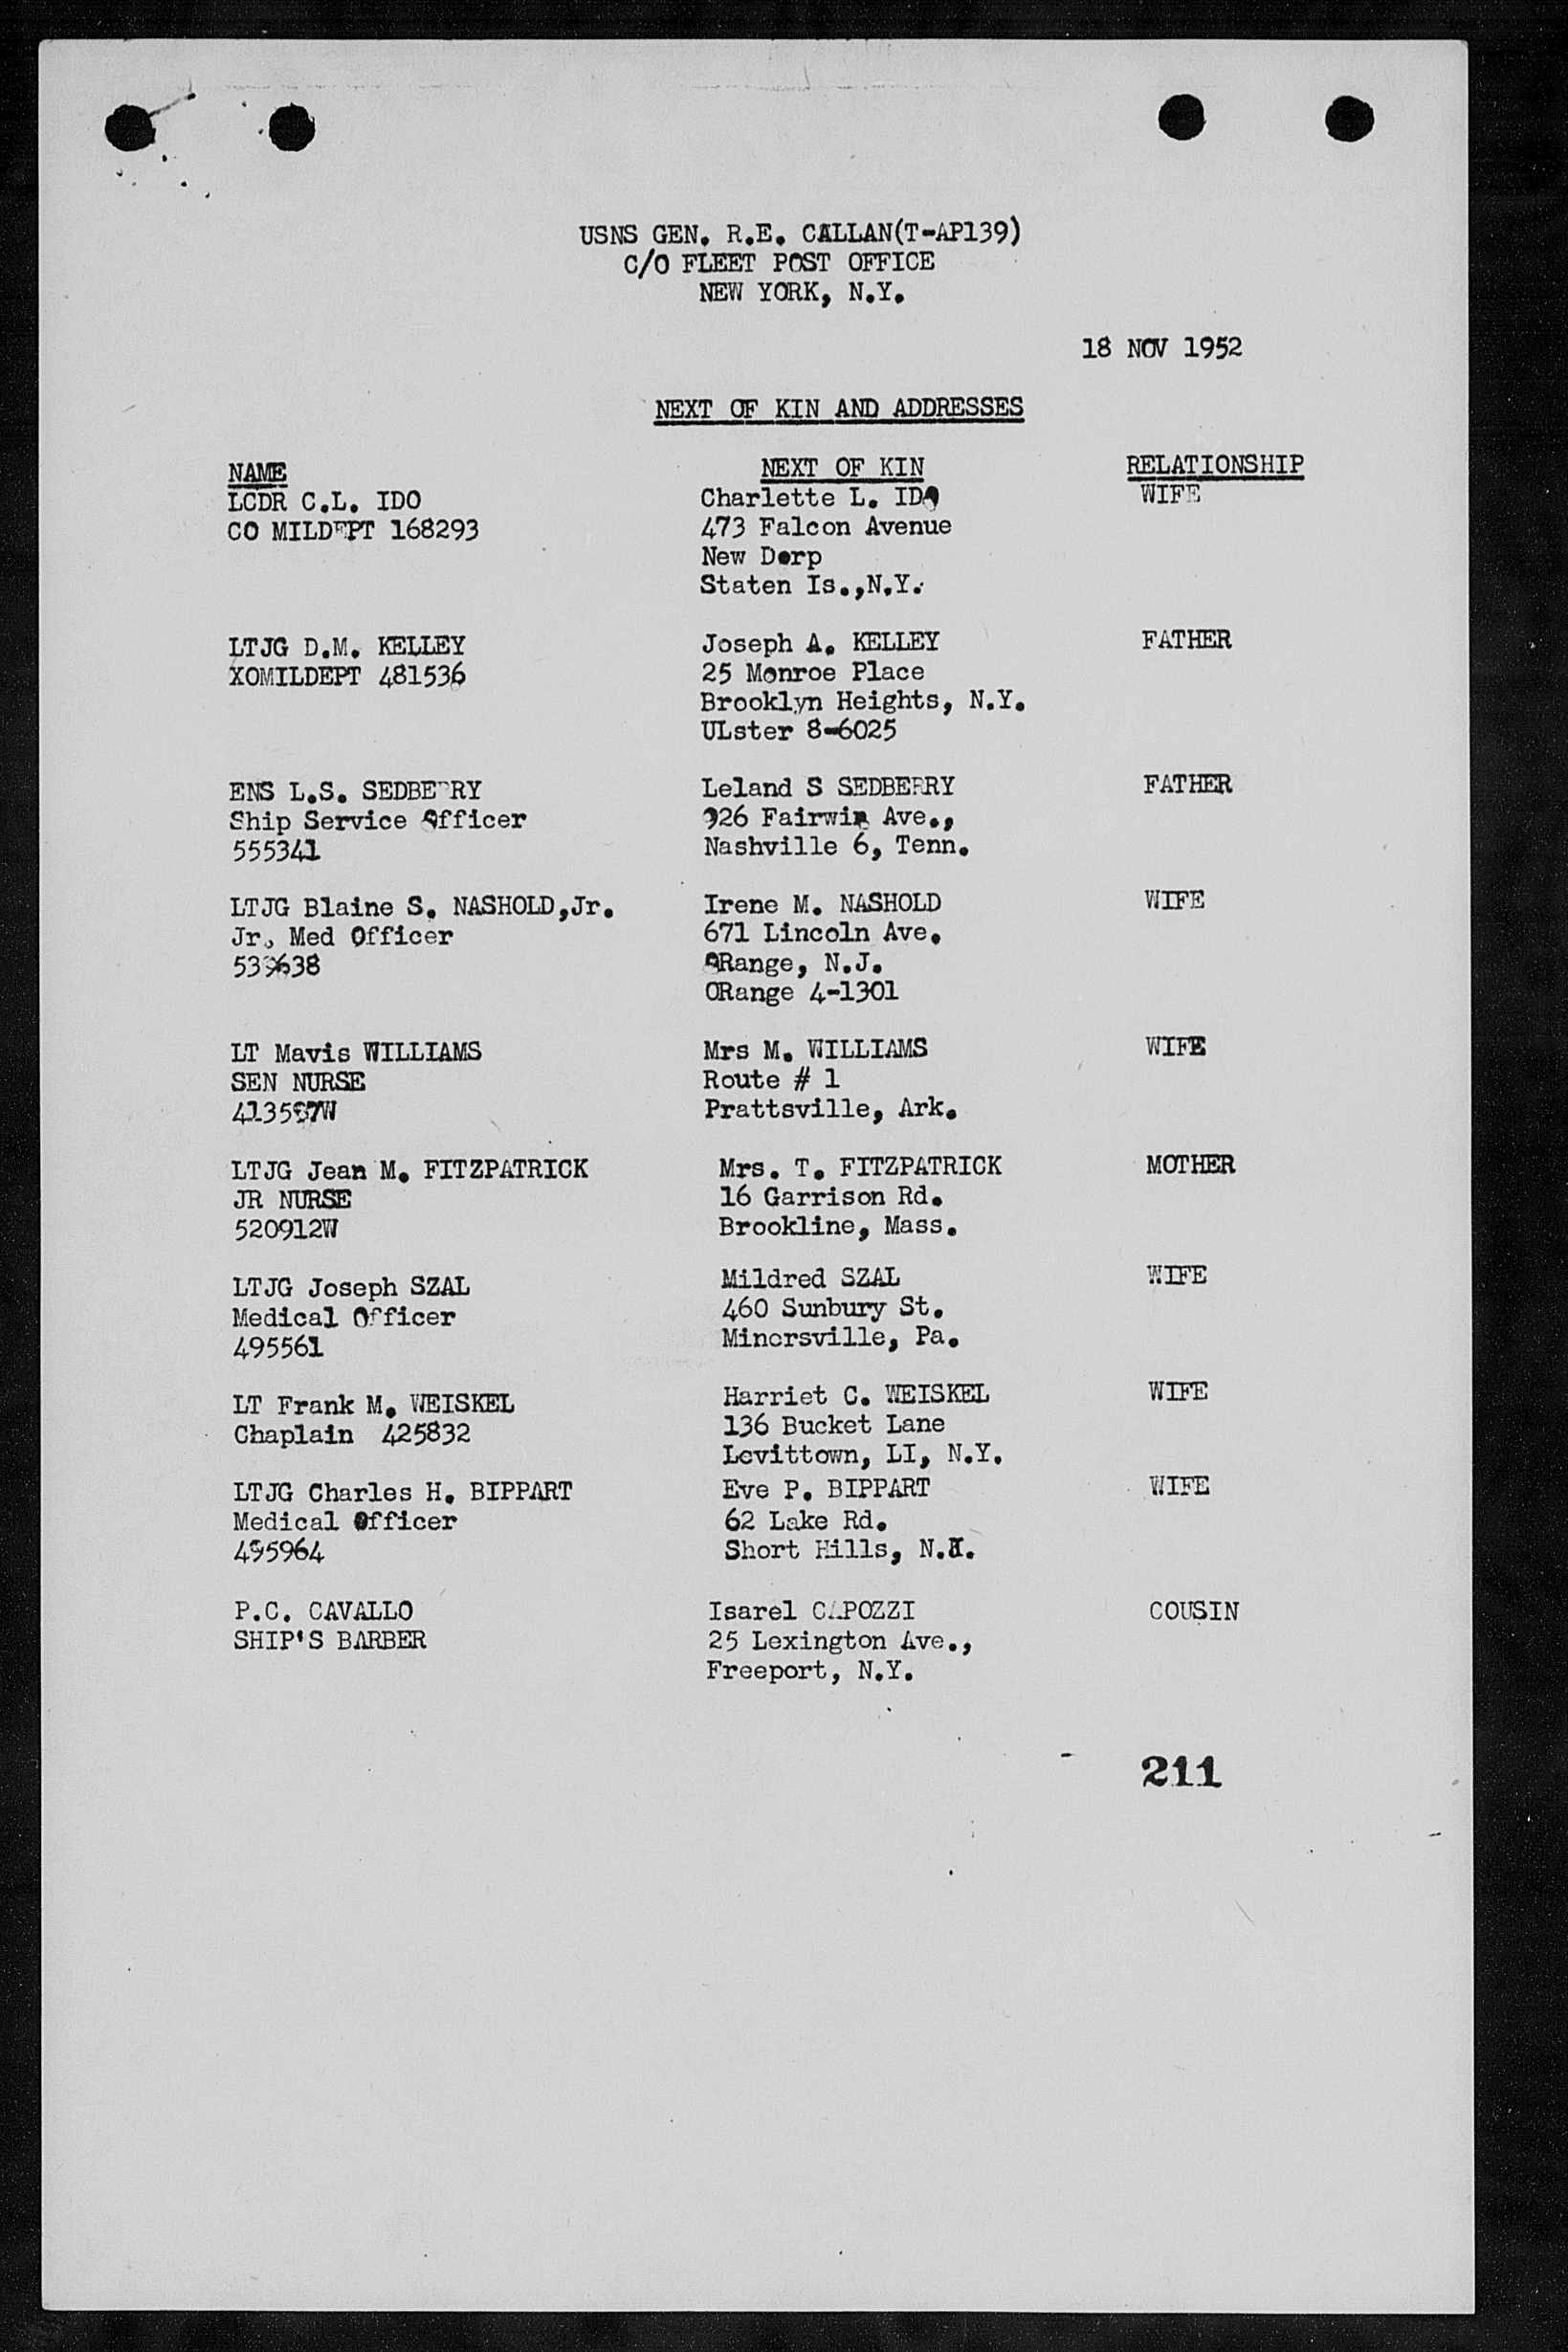 USNS GEN. R.E. CALLAN(T-AP139)
C/O FLEET POST OFFICE
NEW YORK, N.Y.
18 NOV 1952
NEXT OF KIN AND ADDRESSES
NAME NEXT OF KIN RELATIONSHIP
LCDR C.L. IDO Charlette L. IDO WIFE
CO MILDEPT 168293 473 Falcon Avenue
New Dorp
Staten Is.,N.Y.
LTJG D.M. KELLEY Joseph A. KELLEY FATHER
XOMILDEPT 481536 25 Monroe Place
Brooklyn Heights, N.Y.
ULster 8-6025
ENS L.S. SEDBERRY Leland S SEDBERRY FATHER
Ship Service Officer 926 Fairwin Ave.,
555341 Nashville 6, Tenn.
LTJG Blaine S. NASHOLD,Jr. Irene M. NASHOLD WIFE
Jr. Med Officer 671 Lincoln Ave.
ORange, N.J.
ORange 4-1301
LT Mavis WILLIAMS Mrs M. WILLIAMS WIFE
SEN NURSE Route # 1
Prattsville, Ark.
LTJG Jean M. FITZPATRICK Mrs. T. FITZPATRICK MOTHER
JR NURSE 16 Garrison Rd.
520912W Brookline, Mass.
LTJG Joseph SZAL Mildred SZAL WIFE
Medical Officer 460 Sunbury St.
495561 Minersville, Pa.
LT Frank M. WEISKEL Harriet C. WEISKEL WIFE
Chaplain 425832 136 Bucket Lane
Levittown, LI, N.Y.
LTJG Charles H. BIPPART Eve P. BIPPART WIFE
Medical Officer 62 Lake Rd.
495964 Short Hills, N.J.
P.C. CAVALLO Isarel CAPOZZI COUSIN
SHIP'S BARBER 25 Lexington Ave.,
Freeport, N.Y.
211